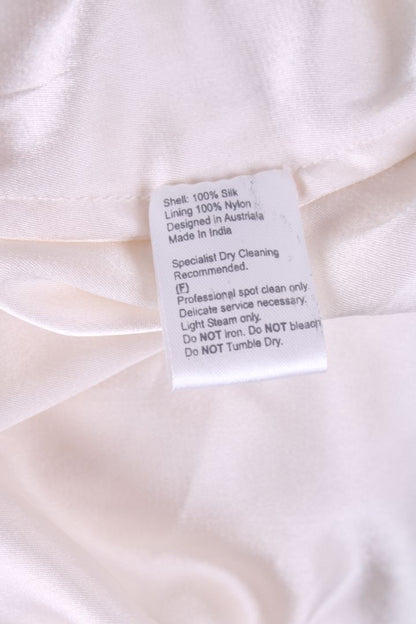 Shell: 100% Silk
Lining 100% Nylon
Designed in Austriala
Made In India
Specialist Dry Cleaning
Recommended.
(F)
Professional spot clean only
Delicate service necessary.
Light Steam only.
Do NOT iron. Do NOT bleach
Do NOT Tumble Dry.